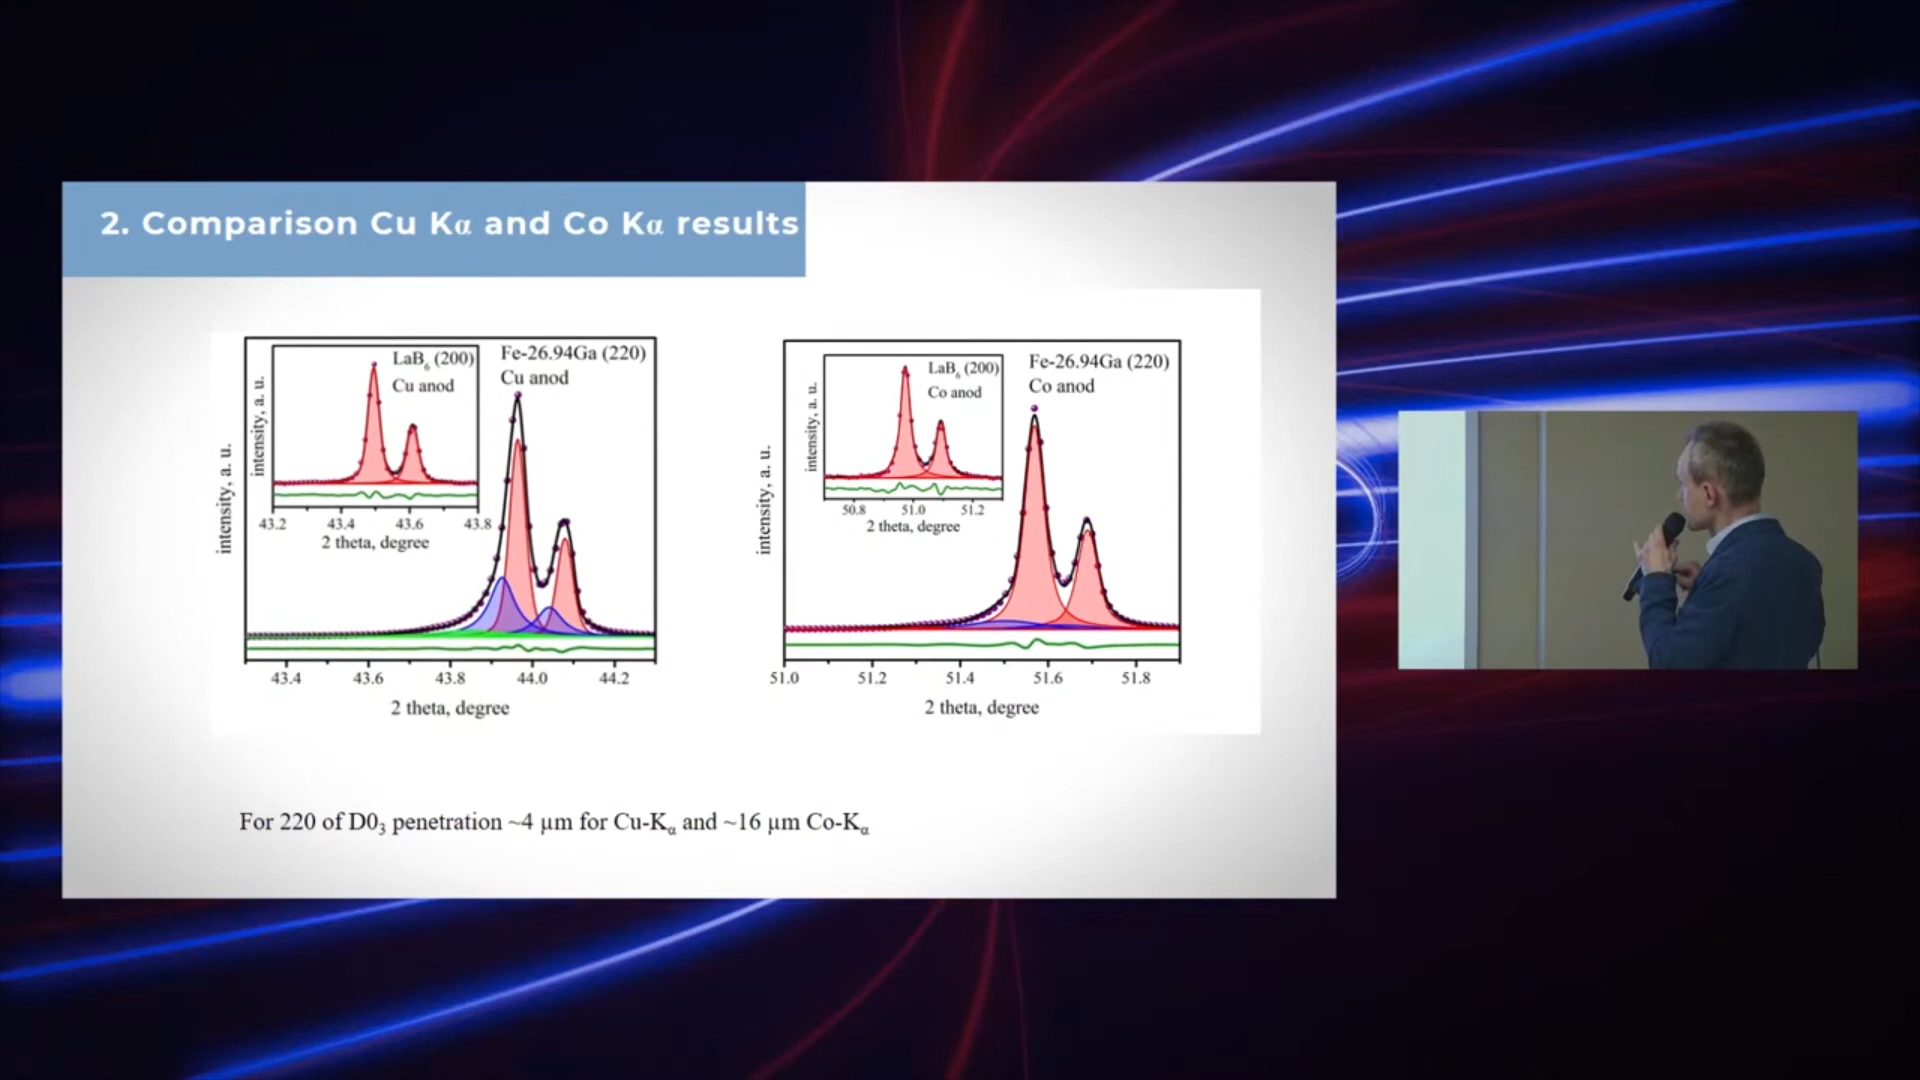 2. Comparison Cu Kα and Co Kα results
LaB6 (200)
Cu anod
intensity, a. u.
43.2 43.4 43.6 43.8
2 theta, degree
Fe-26.94Ga (220)
Cu anod
intensity, a. u.
43.4 43.6 43.8 44.0 44.2
2 theta, degree
LaB6 (200)
Co anod
intensity, a. u.
50.8 51.0 51.2
2 theta, degree
Fe-26.94Ga (220)
Co anod
intensity, a. u.
51.0 51.2 51.4 51.6 51.8
2 theta, degree
For 220 of D03 penetration ~4 µm for Cu-Kα and ~16 µm Co-Kα